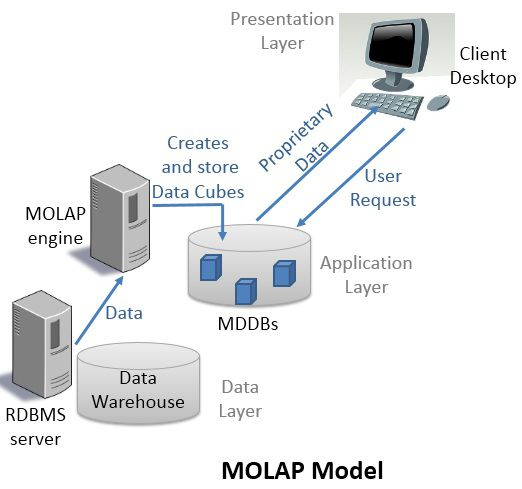 Presentation
Layer
Client
Desktop
Proprietary
Data
Creates
and store
Data Cubes
User
Request
MOLAP
engine
Application
Layer
MDDBs
Data
Data
Warehouse
Data
Layer
RDBMS
server
MOLAP Model